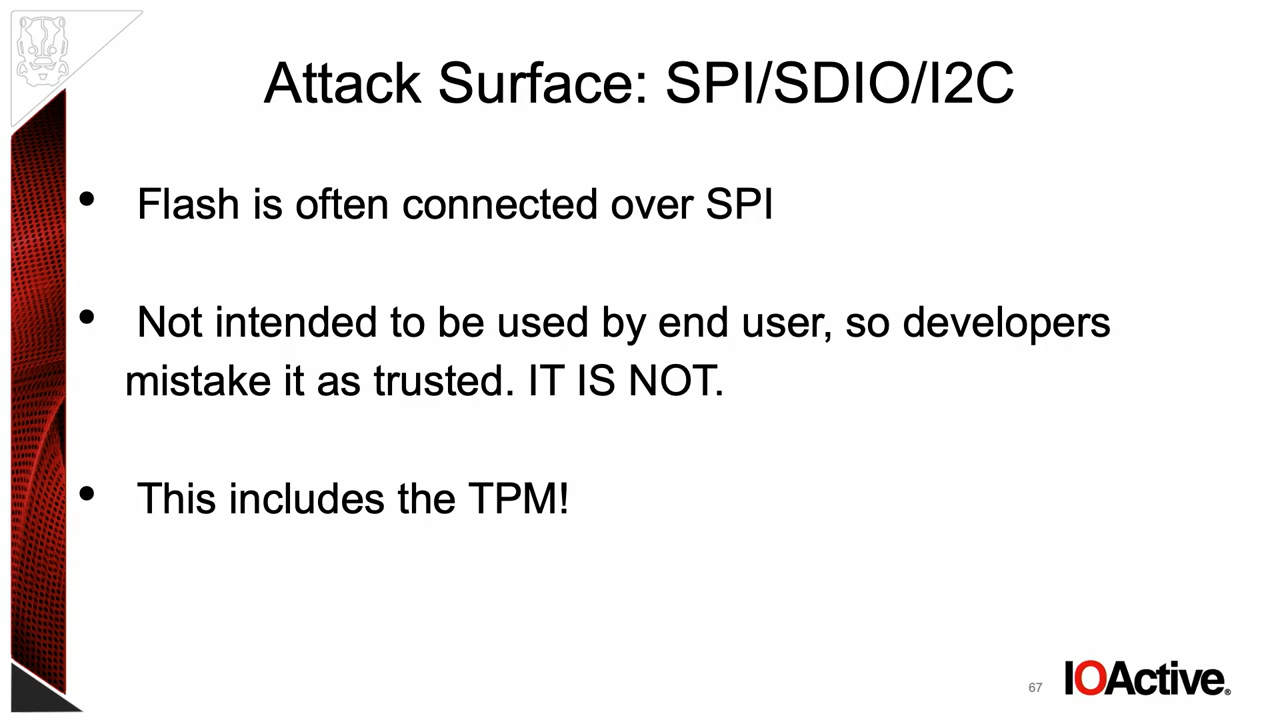 Attack Surface: SPI/SDIO/I2C
• Flash is often connected over SPI
• Not intended to be used by end user, so developers
mistake it as trusted. IT IS NOT.
• This includes the TPM!
67
IOActive®